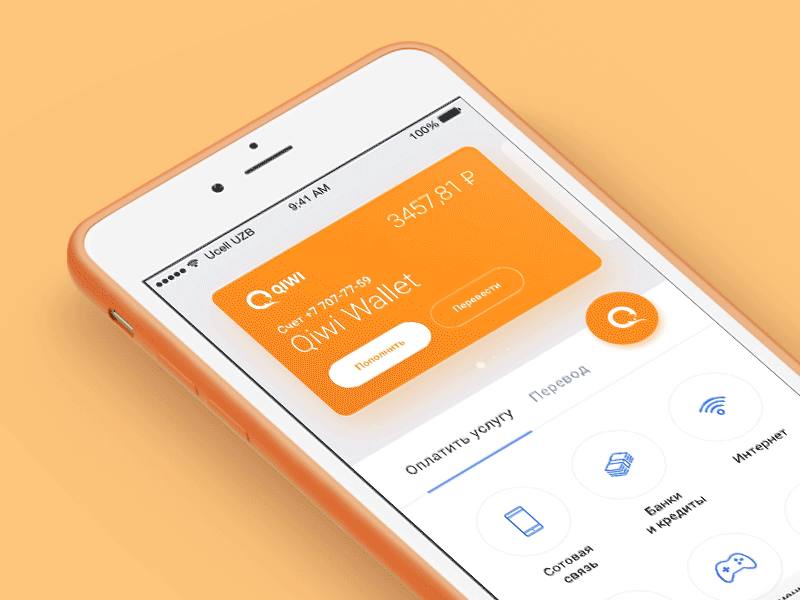 Ucell UZB
9:41 AM
100%
3457,81 ₽
QIWI
Счет +7 707-77-59
Qiwi Wallet
Пополнить
Перевести
Оплатить услугу
Перевод
Сотовая
связь
Банки
и кредиты
Интернет